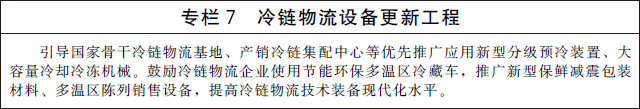 专栏 7　冷链物流设备更新工程
引导国家骨干冷链物流基地、产销冷链集配中心等优先推广应用新型分级预冷装置、大
容量冷却冷冻机械。鼓励冷链物流企业使用节能环保多温区冷藏车，推广新型保鲜减震包装
材料、多温区陈列销售设备，提高冷链物流技术装备现代化水平。